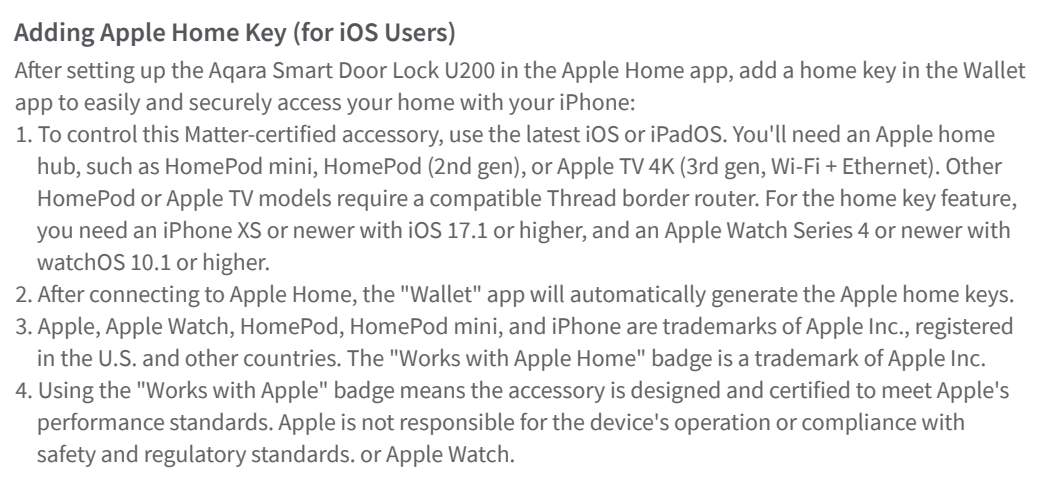 Adding Apple Home Key (for iOS Users)
After setting up the Aqara Smart Door Lock U200 in the Apple Home app, add a home key in the Wallet
app to easily and securely access your home with your iPhone:
1. To control this Matter-certified accessory, use the latest iOS or iPadOS. You'll need an Apple home
hub, such as HomePod mini, HomePod (2nd gen), or Apple TV 4K (3rd gen, Wi-Fi + Ethernet). Other
HomePod or Apple TV models require a compatible Thread border router. For the home key feature,
you need an iPhone XS or newer with iOS 17.1 or higher, and an Apple Watch Series 4 or newer with
watchOS 10.1 or higher.
2. After connecting to Apple Home, the "Wallet" app will automatically generate the Apple home keys.
3. Apple, Apple Watch, HomePod, HomePod mini, and iPhone are trademarks of Apple Inc., registered
in the U.S. and other countries. The "Works with Apple Home" badge is a trademark of Apple Inc.
4. Using the "Works with Apple" badge means the accessory is designed and certified to meet Apple's
performance standards. Apple is not responsible for the device's operation or compliance with
safety and regulatory standards. or Apple Watch.